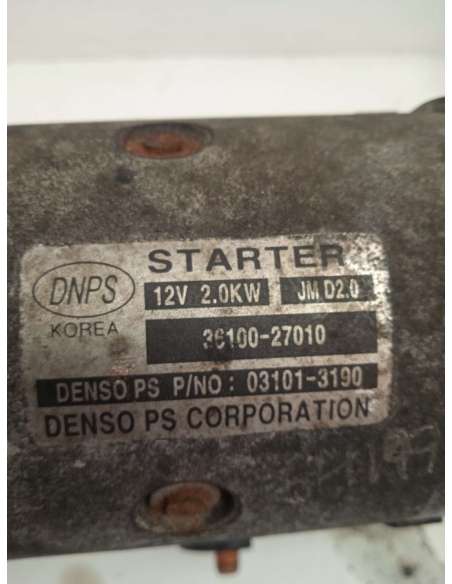 STARTER
DNPS
12V 2.0KW JM D2.0
KOREA
36100-27010
DENSO PS P/NO: 03101-3190
DENSO PS CORPORATION